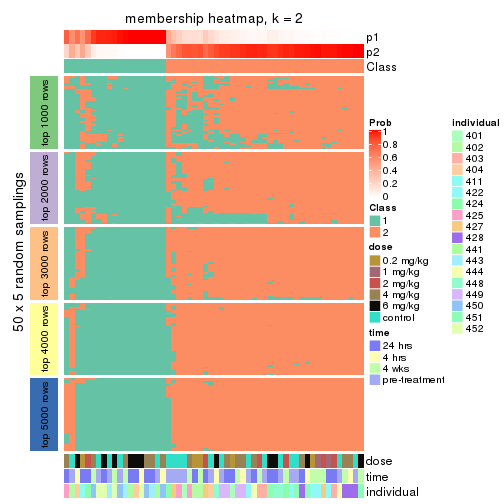 membership heatmap, k = 2
p1
p2
Class
50 x 5 random samplings
top 1000 rows
top 2000 rows
top 3000 rows
top 4000 rows
top 5000 rows
dose
time
individual
Prob
1
0.8
0.6
0.4
0.2
0
Class
1
2
dose
0.2 mg/kg
1 mg/kg
2 mg/kg
4 mg/kg
6 mg/kg
control
time
24 hrs
4 hrs
4 wks
pre-treatment
individual
401
402
403
404
411
422
424
425
427
428
441
443
444
448
449
450
451
452